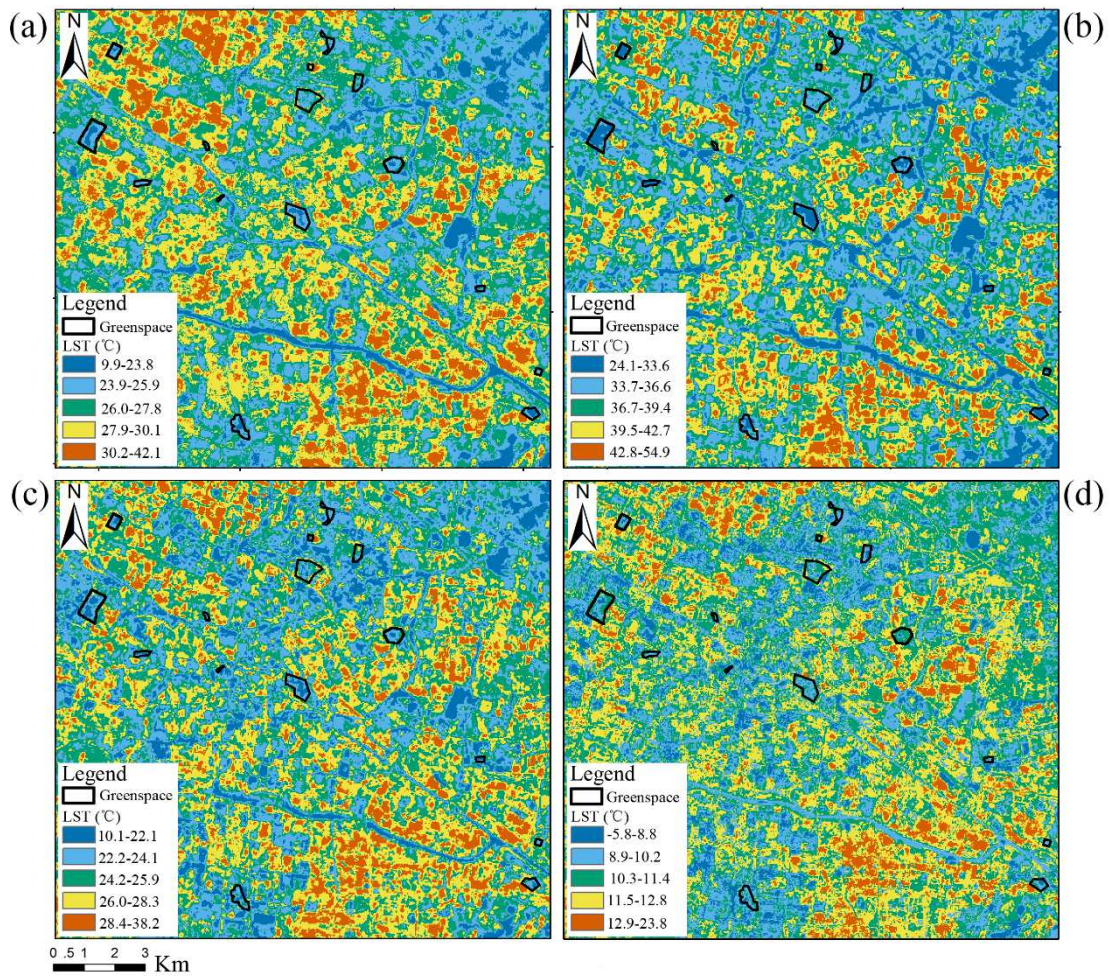 (a)
N
Legend
Greenspace
LST (℃)
9.9-23.8
23.9-25.9
26.0-27.8
27.9-30.1
30.2-42.1
(b)
N
Legend
Greenspace
LST (℃)
24.1-33.6
33.7-36.6
36.7-39.4
39.5-42.7
42.8-54.9
(c)
N
Legend
Greenspace
LST (℃)
10.1-22.1
22.2-24.1
24.2-25.9
26.0-28.3
28.4-38.2
(d)
N
Legend
Greenspace
LST (℃)
-5.8-8.8
8.9-10.2
10.3-11.4
11.5-12.8
12.9-23.8
0 .5 1 2 3
Km